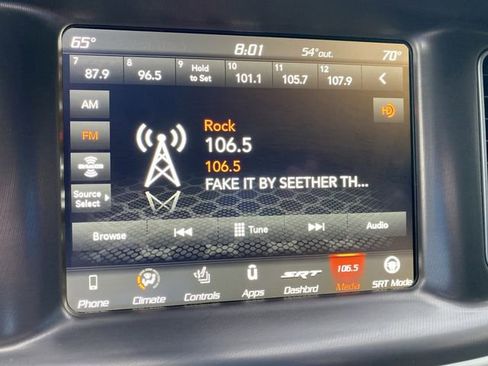 65° 8:01 54°out. 70°
7 8 9 Hold to Set 10 11 12
87.9 96.5 101.1 105.7 107.9
AM
FM
HD
Rock
106.5
106.5
FAKE IT BY SEETHER TH...
SiriusXM
Source Select
Browse Tune Audio
Phone Climate Controls Apps SRT Dashbrd 106.5 Media SRT Mode